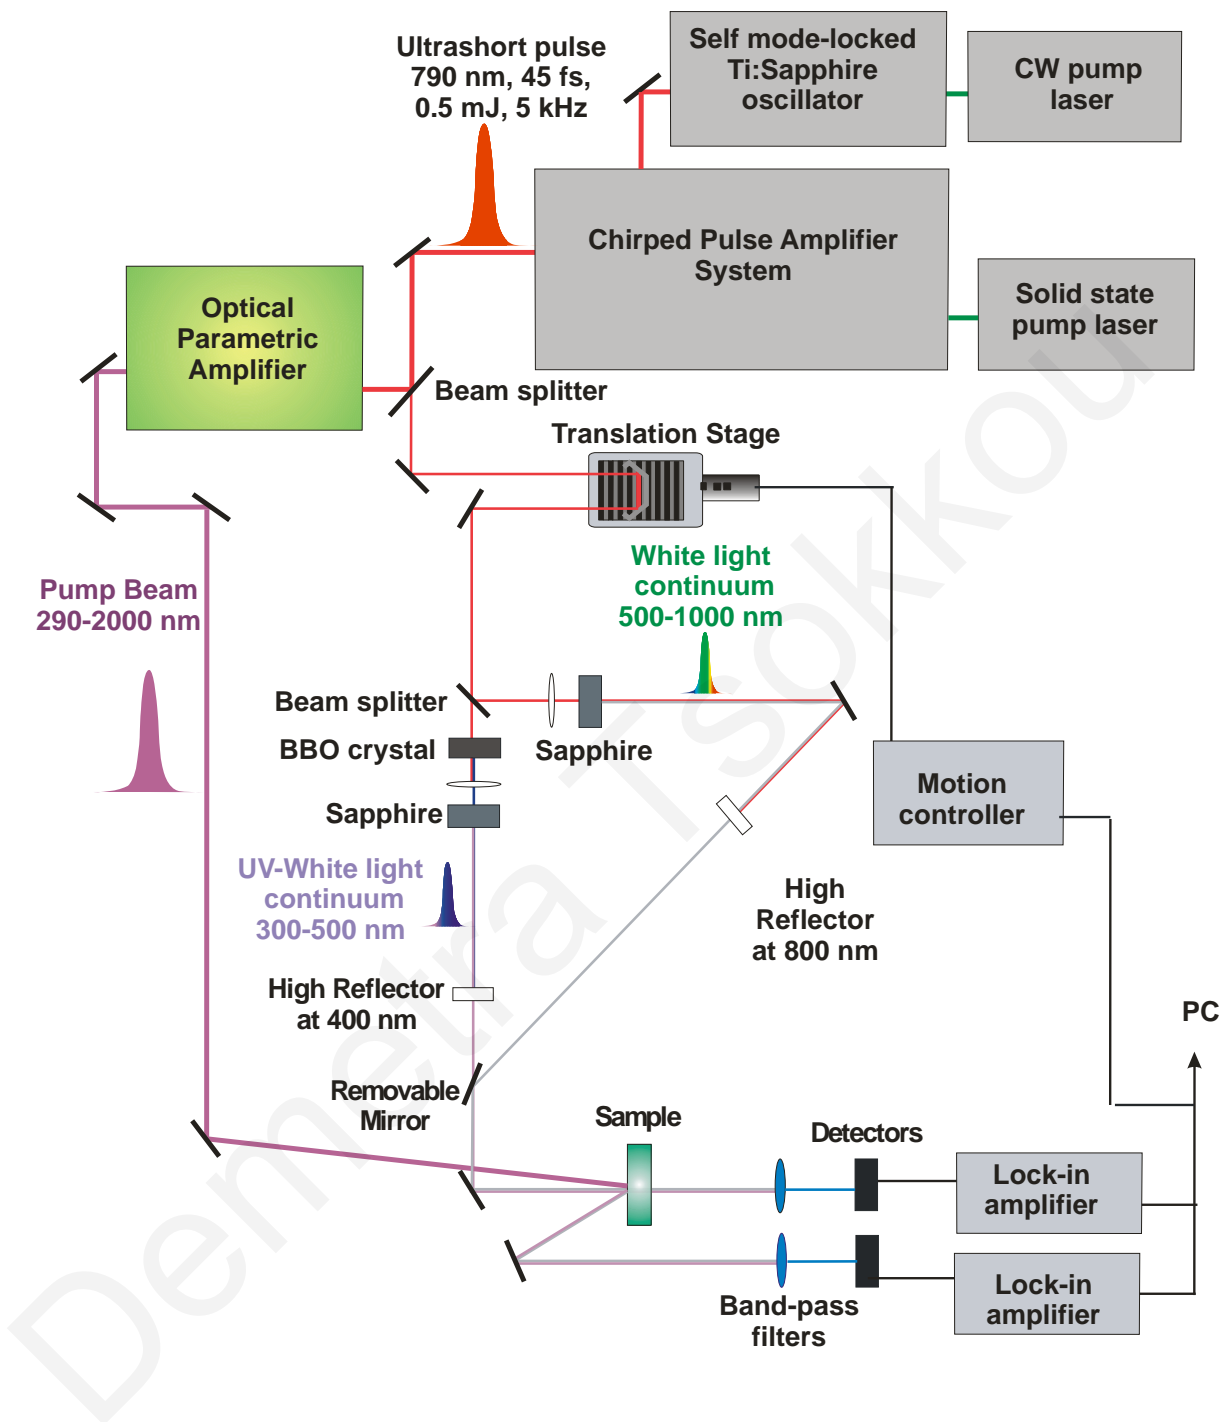 Ultrashort pulse
790 nm, 45 fs,
0.5 mJ, 5 kHz
Self mode-locked
Ti:Sapphire
oscillator
CW pump
laser
Chirped Pulse Amplifier
System
Solid state
pump laser
Optical
Parametric
Amplifier
Beam splitter
Translation Stage
White light
continuum
500-1000 nm
Pump Beam
290-2000 nm
Beam splitter
Sapphire
BBO crystal
Sapphire
Motion
controller
UV-White light
continuum
300-500 nm
High
Reflector
at 800 nm
High Reflector
at 400 nm
PC
Removable
Mirror
Sample
Detectors
Lock-in
amplifier
Lock-in
amplifier
Band-pass
filters
Demetra Tsokkou